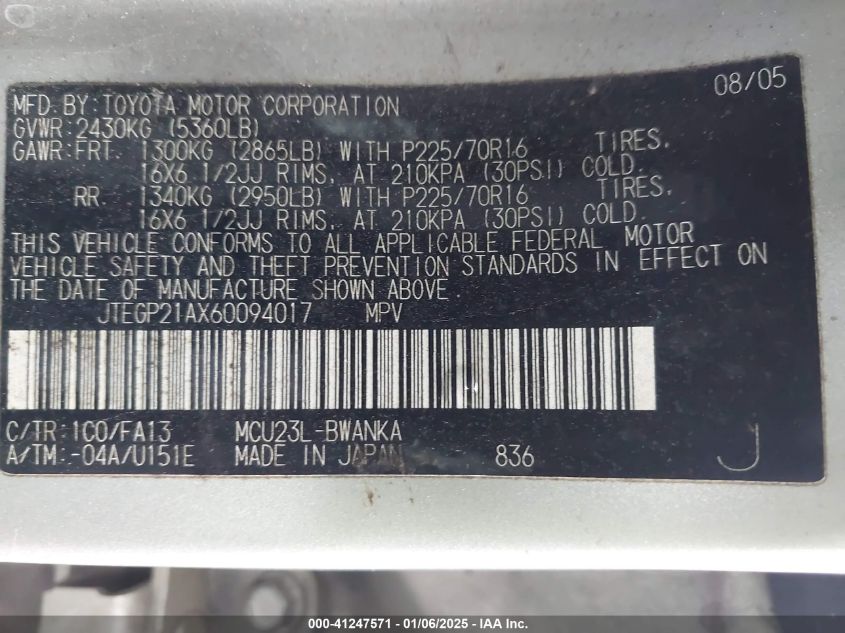 08/05
MFD BY:TOYOTA MOTOR CORPORATION
GVWR:2430KG (5360LB)
GAWR:FRT. 1300KG (2865LB) WITH P225/70R16 TIRES.
16X6 1/2JJ RIMS, AT 210KPA (30PSI) COLD.
RR 1340KG (2950LB) WITH P225/70R16 TIRES.
16X6 1/2JJ RIMS, AT 210KPA (30PSI) COLD.
THIS VEHICLE CONFORMS TO ALL APPLICABLE FEDERAL MOTOR
VEHICLE SAFETY AND THEFT PREVENTION STANDARDS IN EFFECT ON
THE DATE OF MANUFACTURE SHOWN ABOVE.
JTEGP21AX60094017 MPV
C/TR:1C0/FA13 MCU23L-BWANKA
A/TM:-04A/U151E MADE IN JAPAN 836 J
000-41247571 / 01/06/2025 - IAA Inc.